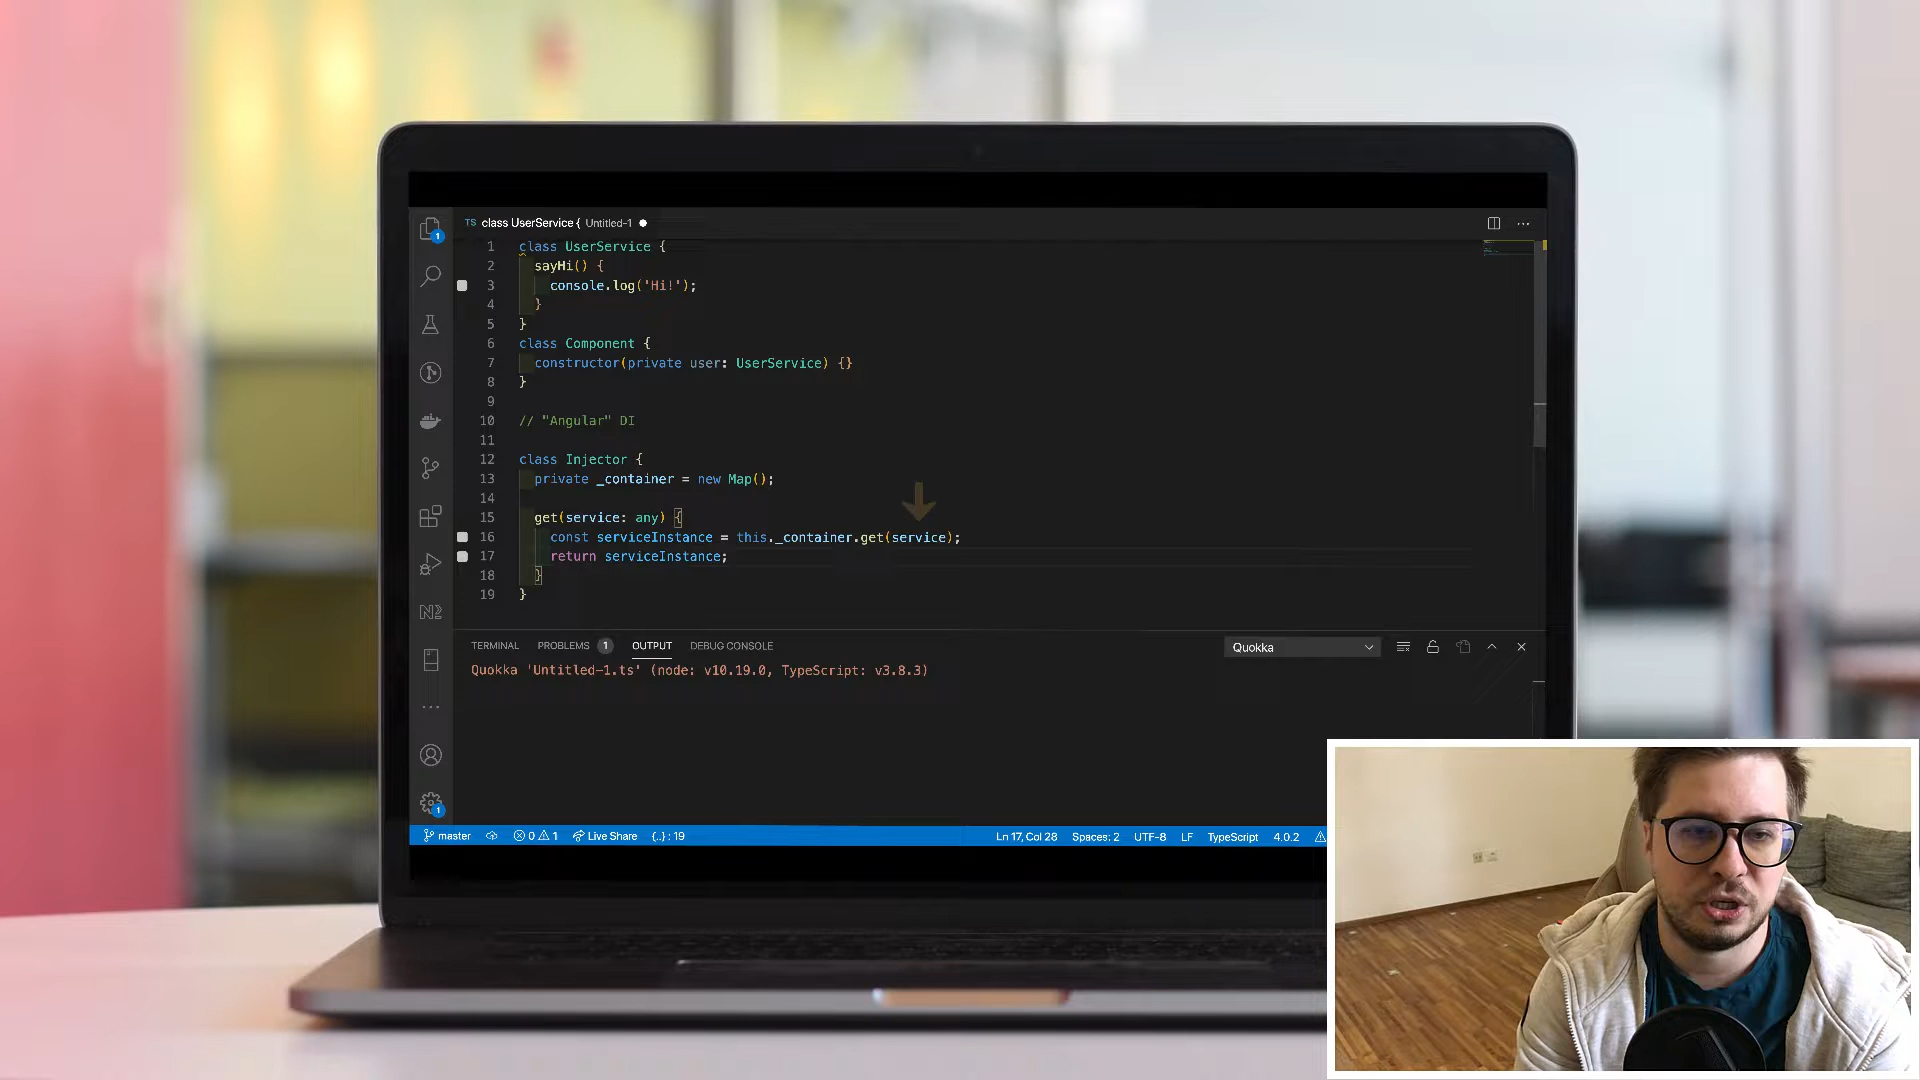 TS class UserService { Untitled-1
1 class UserService {
2 sayHi() {
3 console.log('Hi!');
4 }
5 }
6 class Component {
7 constructor(private user: UserService) {}
8 }
9
10 // "Angular" DI
11
12 class Injector {
13 private _container = new Map();
14
15 get(service: any) {
16 const serviceInstance = this._container.get(service);
17 return serviceInstance;
18 }
19 }
TERMINAL PROBLEMS 1 OUTPUT DEBUG CONSOLE Quokka
Quokka 'Untitled-1.ts' (node: v10.19.0, TypeScript: v3.8.3)
1
1
master 0 1 Live Share {..} : 19 Ln 17, Col 28 Spaces: 2 UTF-8 LF TypeScript 4.0.2